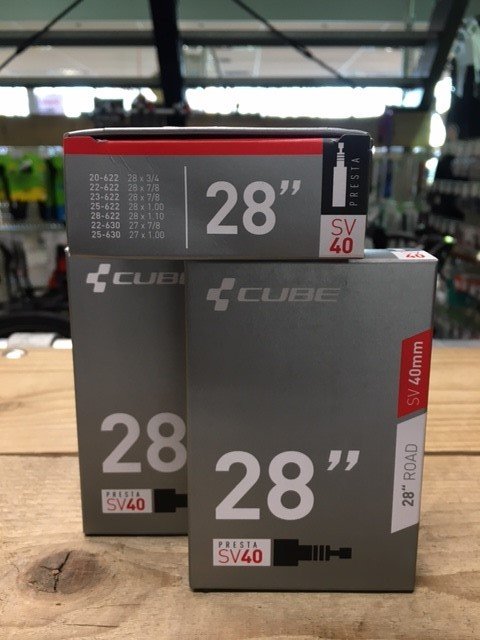 20-622 28 x 3/4
22-622 28 x 7/8
23-622 28 x 7/8
25-622 28 x 1.00
28-622 28 x 1.10
22-630 27 x 7/8
25-630 27 x 1.00
28”
PRESTA
SV
40
CUBE
28
PRESTA
SV40
40
CUBE
SV 40mm
28“ ROAD
28”
PRESTA
SV40